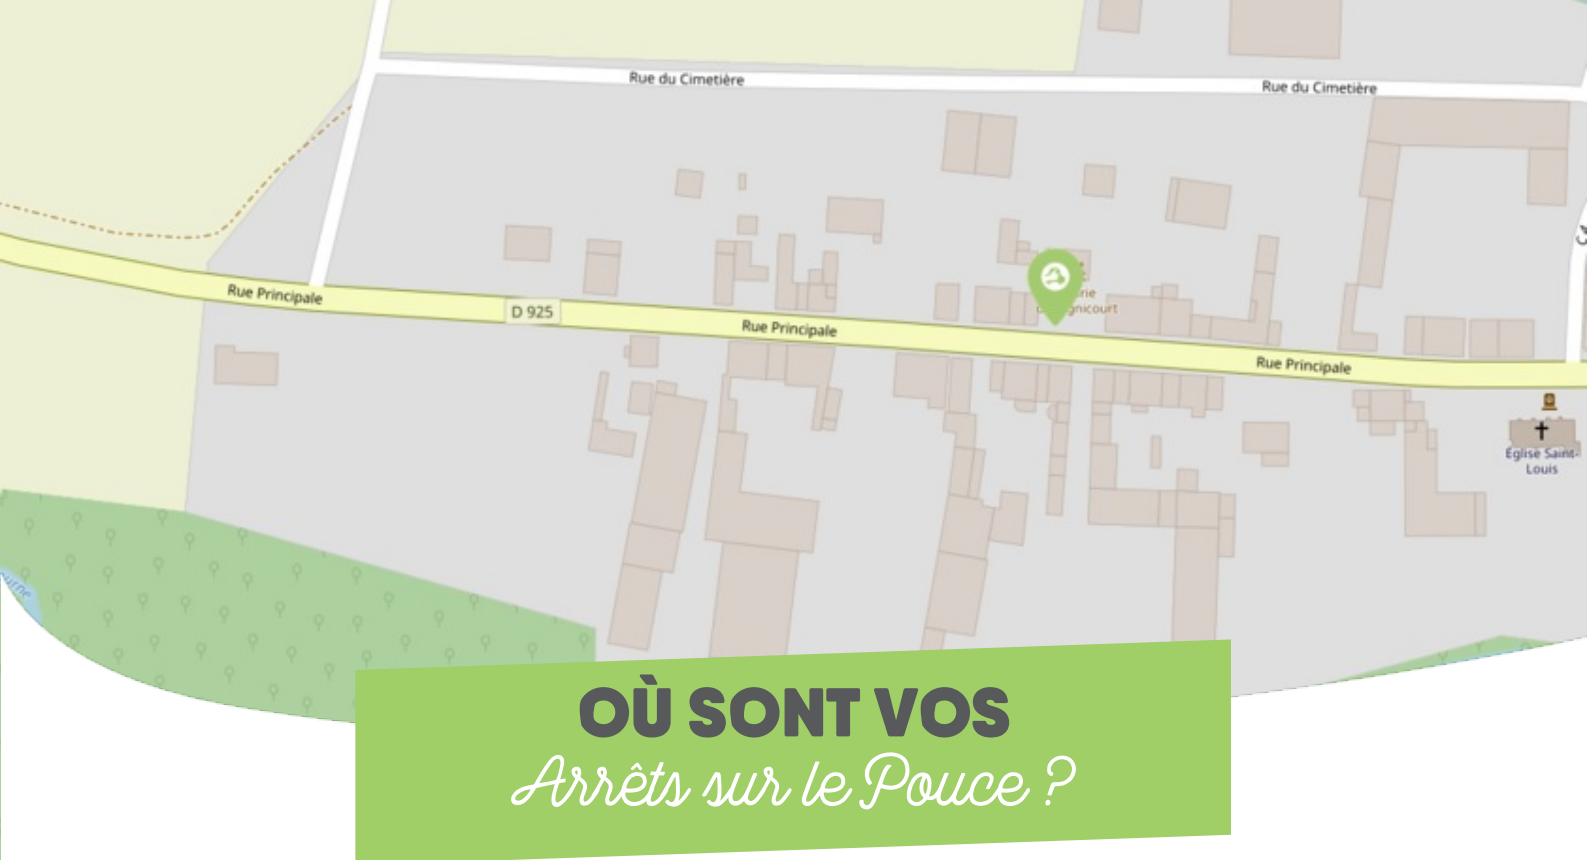 Rue du Cimetière
Rue du Cimetière
Rue Principale
D 925
Rue Principale
Rue Principale
Église Saint-
Louis
OÙ SONT VOS
Arrêts sur le Pouce ?